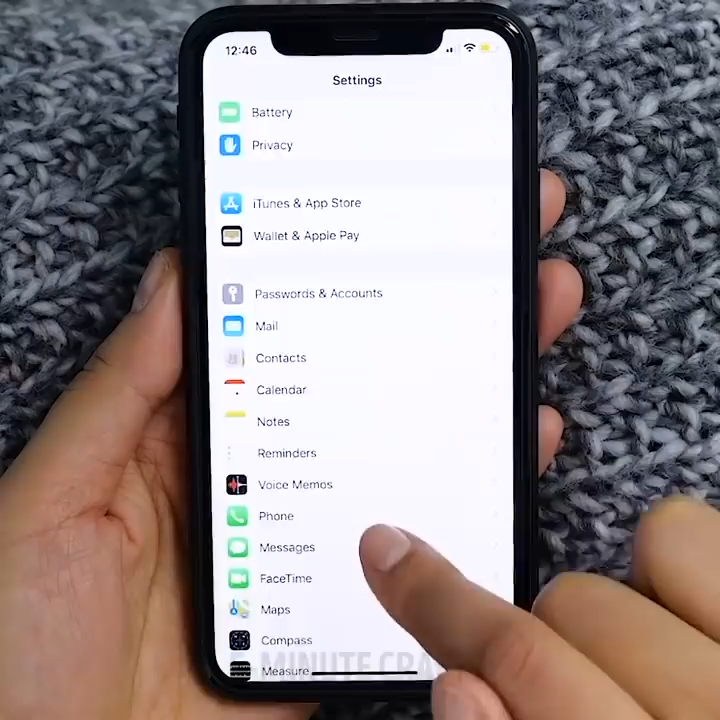 12:46
Settings
Battery
Privacy
iTunes & App Store
Wallet & Apple Pay
Passwords & Accounts
Mail
Contacts
Calendar
Notes
Reminders
Voice Memos
Phone
Messages
FaceTime
Maps
Compass
Measure
MINUTE CRA